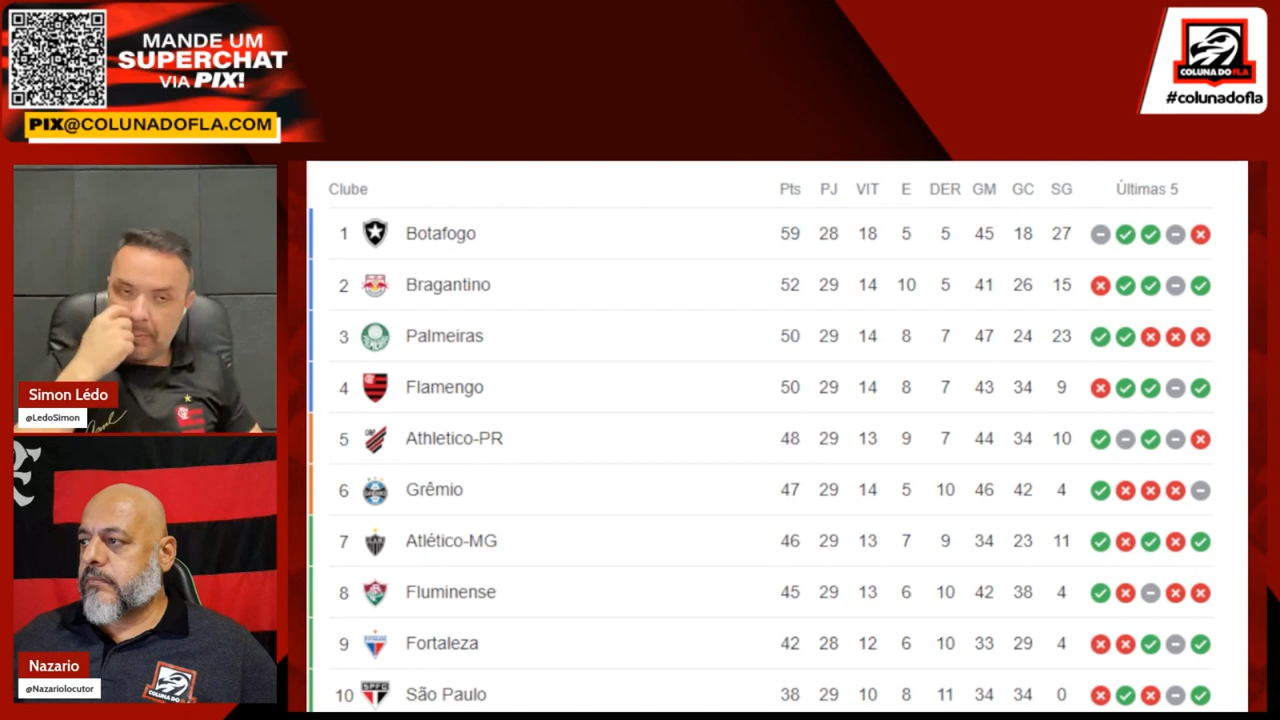 MANDE UM
SUPERCHAT
VIA PIX!
PIX@COLUNADOFLA.COM
COLUNA DO FLA
#colunadofla
Clube Pts PJ VIT E DER GM GC SG Últimas 5
1 Botafogo 59 28 18 5 5 45 18 27
2 Bragantino 52 29 14 10 5 41 26 15
3 Palmeiras 50 29 14 8 7 47 24 23
4 Flamengo 50 29 14 8 7 43 34 9
5 Athletico-PR 48 29 13 9 7 44 34 10
6 Grêmio 47 29 14 5 10 46 42 4
7 Atlético-MG 46 29 13 7 9 34 23 11
8 Fluminense 45 29 13 6 10 42 38 4
9 Fortaleza 42 28 12 6 10 33 29 4
10 São Paulo 38 29 10 8 11 34 34 0
Simon Lédo
@LedoSimon
Nazario
@Nazariolocutor
COLUNA DO FLA